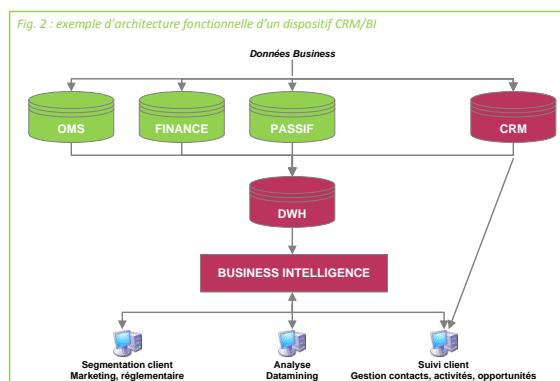 Fig. 2 : exemple d'architecture fonctionnelle d'un dispositif CRM/BI
Données Business
OMS
FINANCE
PASSIF
CRM
DWH
BUSINESS INTELLIGENCE
Segmentation client
Marketing, réglementaire
Analyse
Datamining
Suivi client
Gestion contacts, activités, opportunités